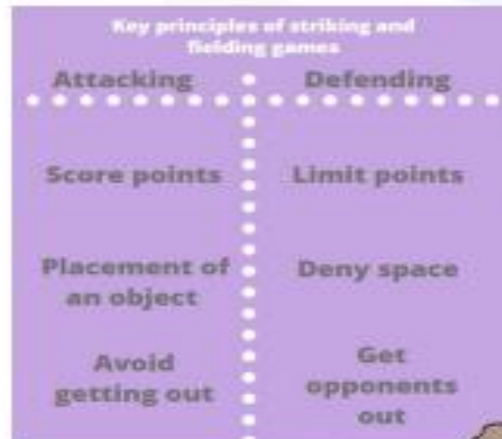 Key principles of striking and
fielding games
Attacking
Defending
Score points
Limit points
Placement of
an object
Deny space
Avoid
getting out
Get
opponents
out